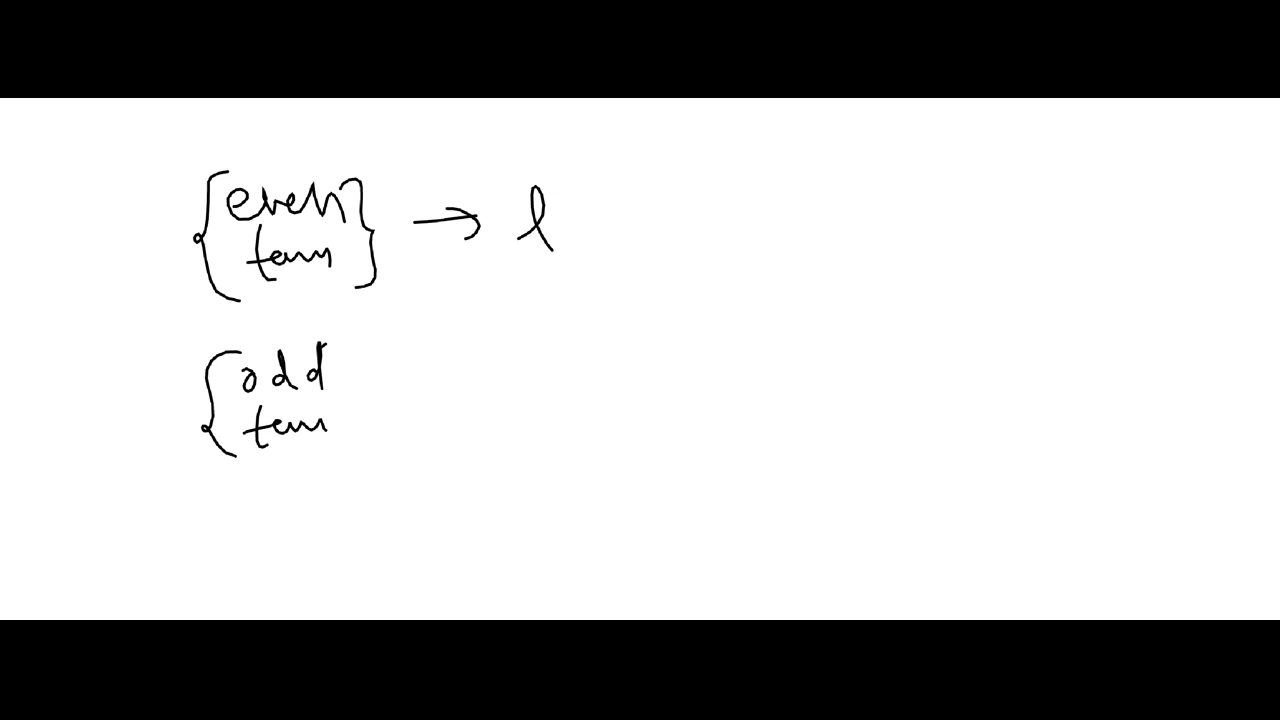 {even
term} → l
{odd
term